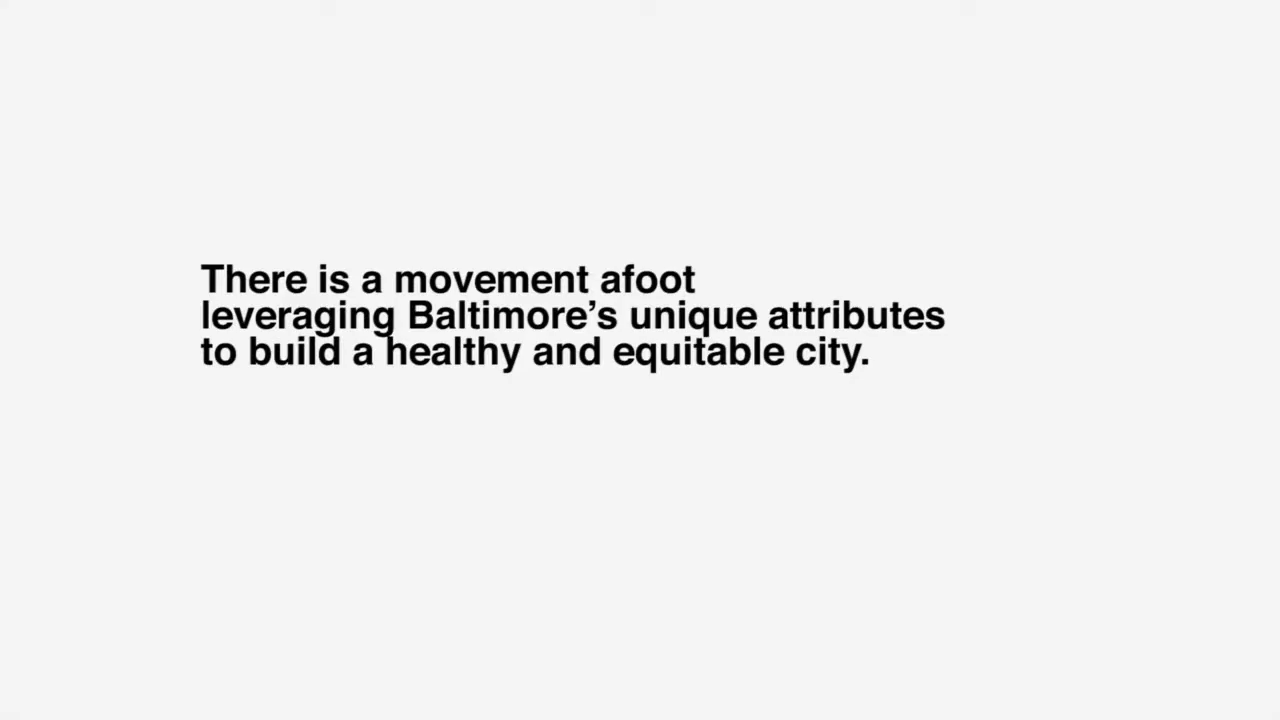 There is a movement afoot
leveraging Baltimore’s unique attributes
to build a healthy and equitable city.